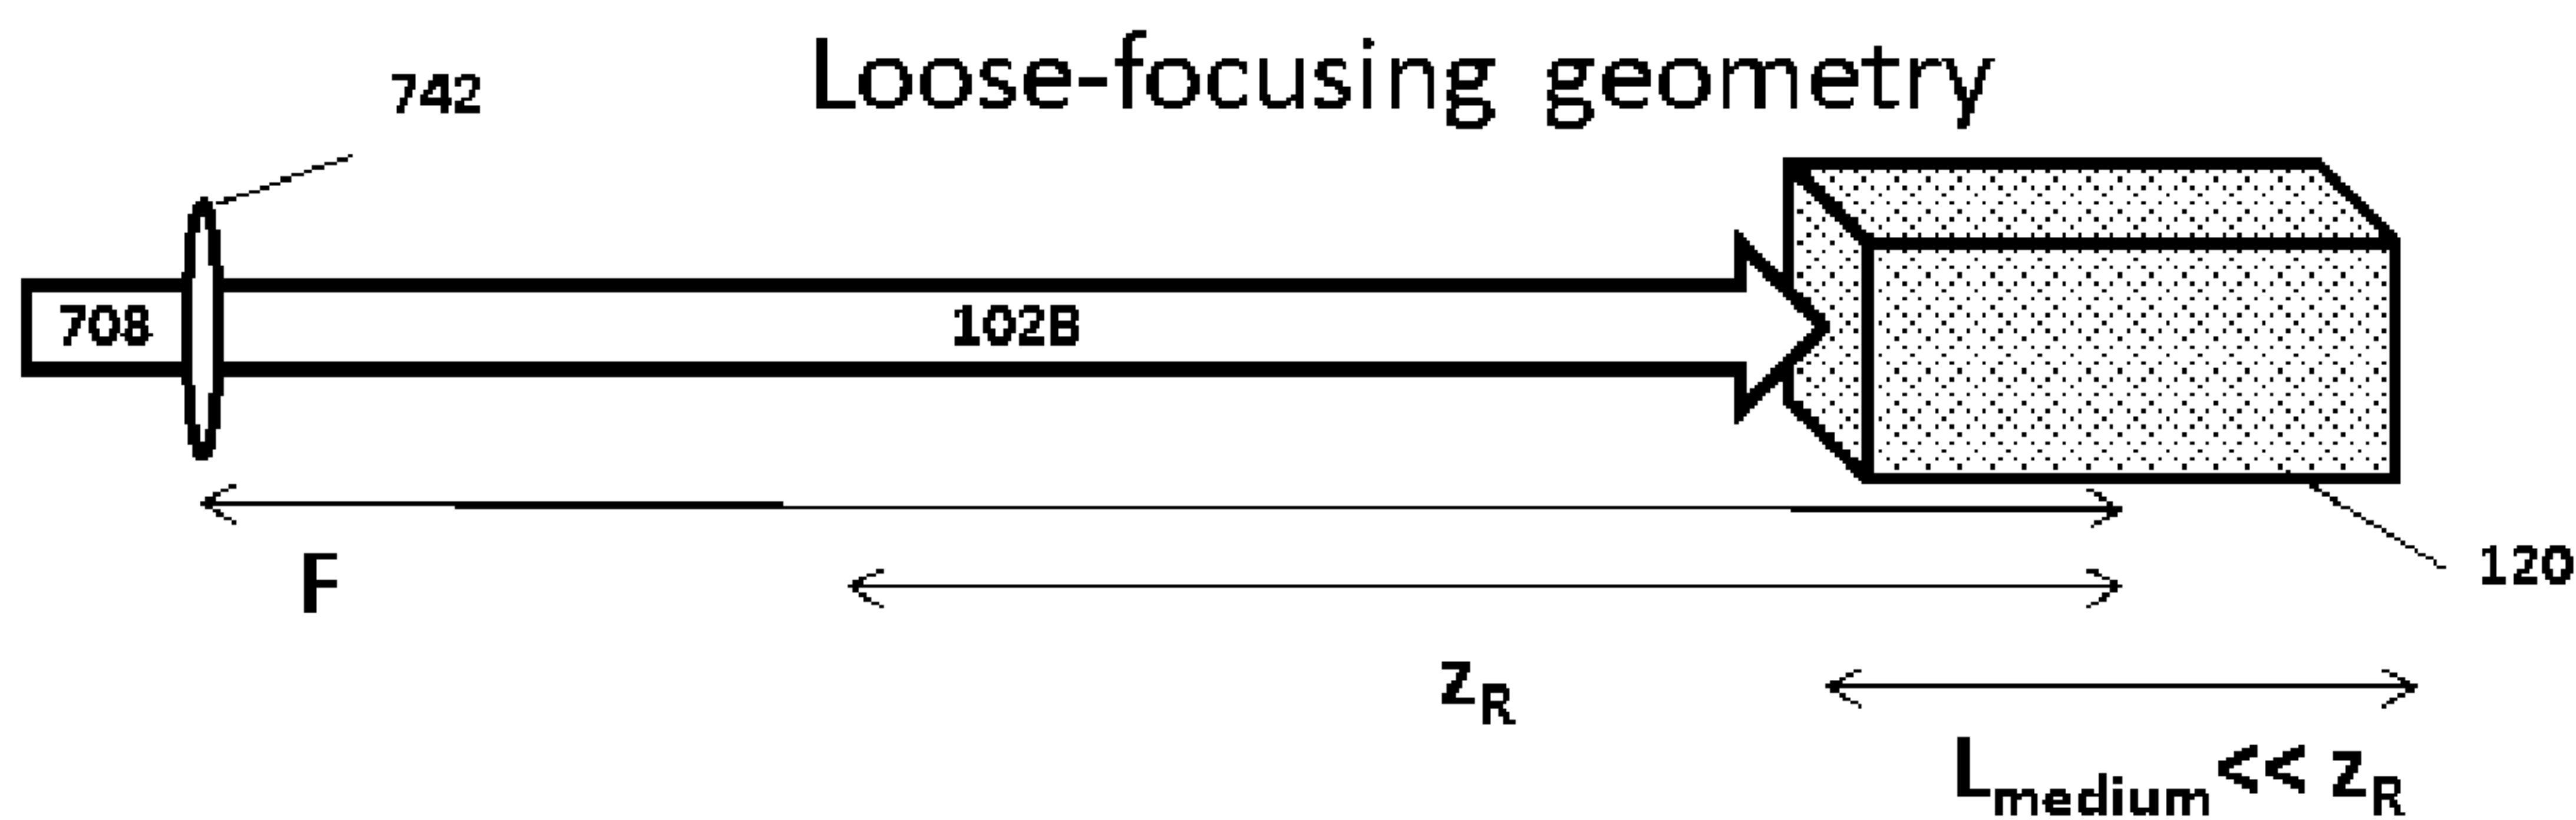 Loose-focusing geometry
742
708
102B
F
120
zR
Lmedium<< zR